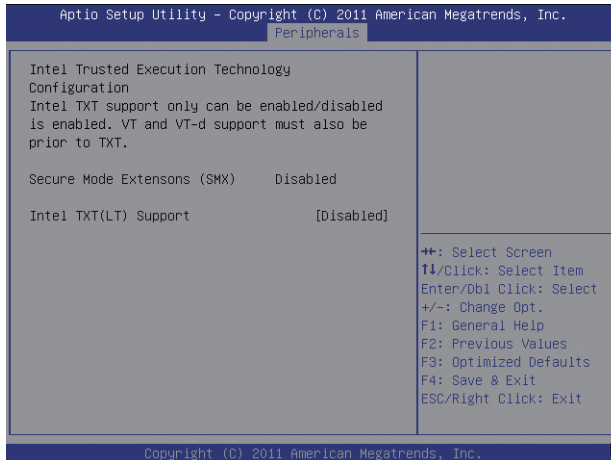 Aptio Setup Utility – Copyright (C) 2011 American Megatrends, Inc.
Peripherals
Intel Trusted Execution Technology
Configuration
Intel TXT support only can be enabled/disabled
is enabled. VT and VT-d support must also be
prior to TXT.
Secure Mode Extensons (SMX) Disabled
Intel TXT(LT) Support [Disabled]
→←: Select Screen
↑↓/Click: Select Item
Enter/Dbl Click: Select
+/-: Change Opt.
F1: General Help
F2: Previous Values
F3: Optimized Defaults
F4: Save & Exit
ESC/Right Click: Exit
Copyright (C) 2011 American Megatrends, Inc.